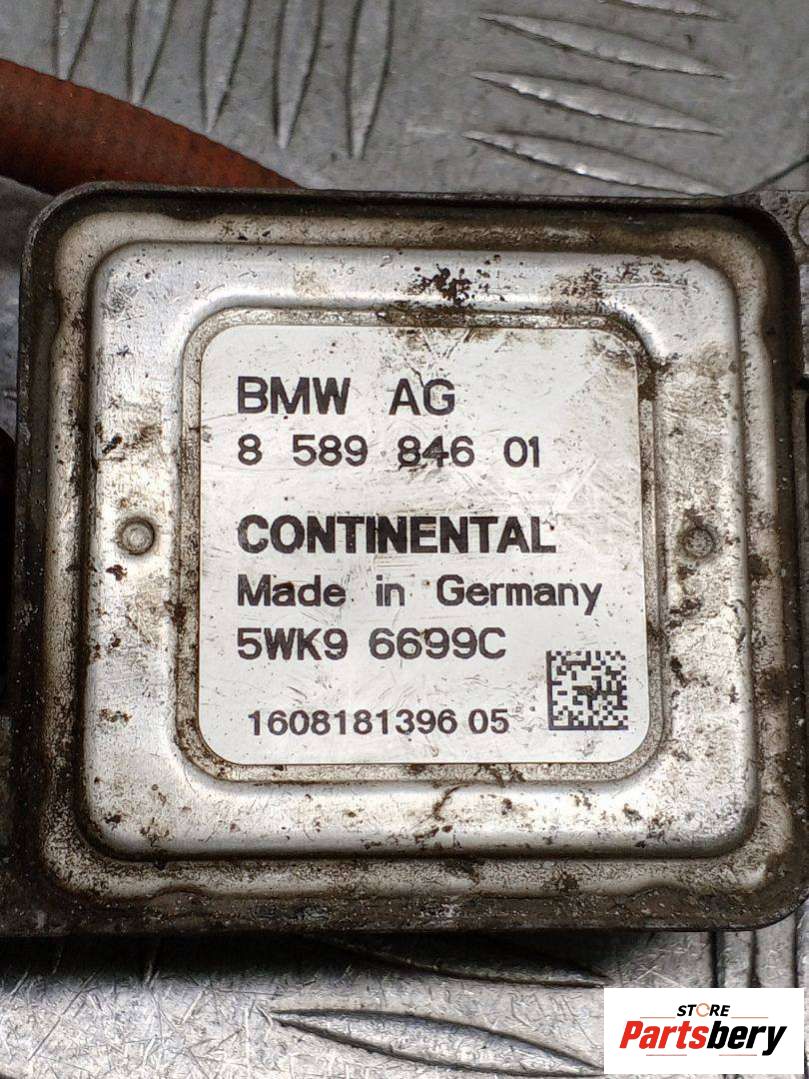 BMW AG
8 589 846 01
CONTINENTAL
Made in Germany
5WK9 6699C
1608181396 05
STORE
Partsbery